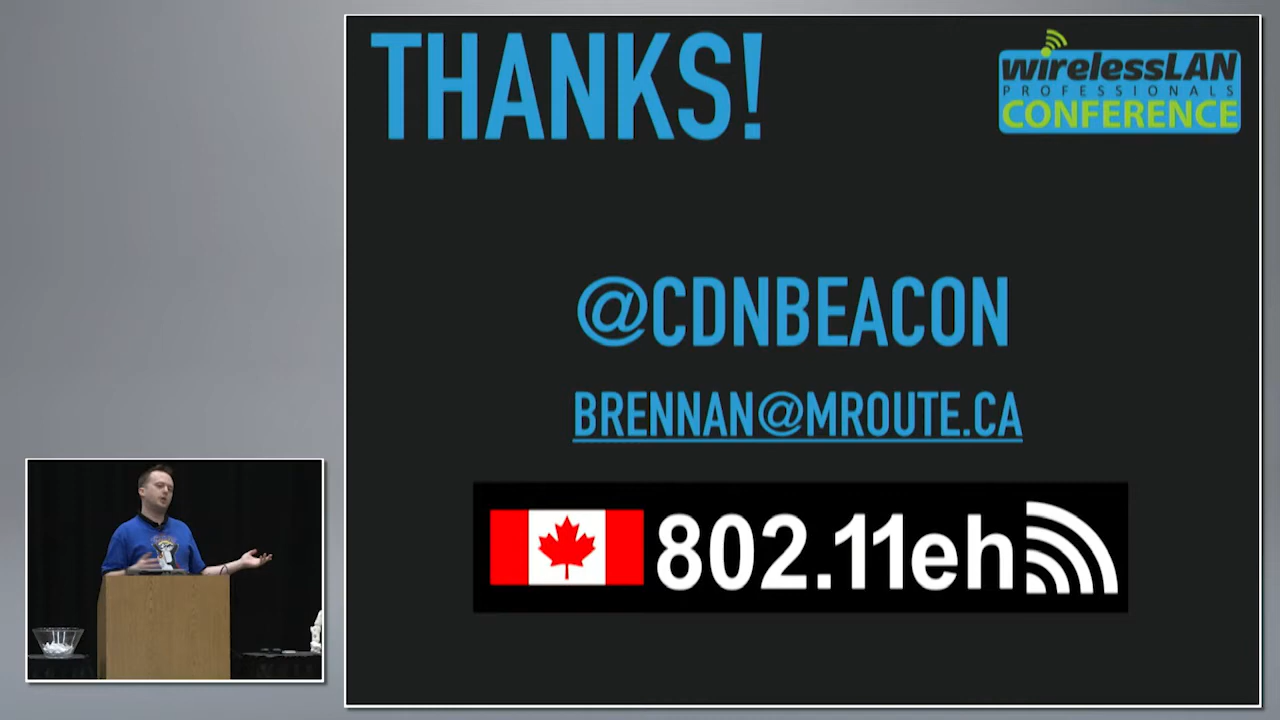 THANKS!
wirelessLAN
PROFESSIONALS
CONFERENCE
@CDNBEACON
BRENNAN@MROUTE.CA
802.11eh